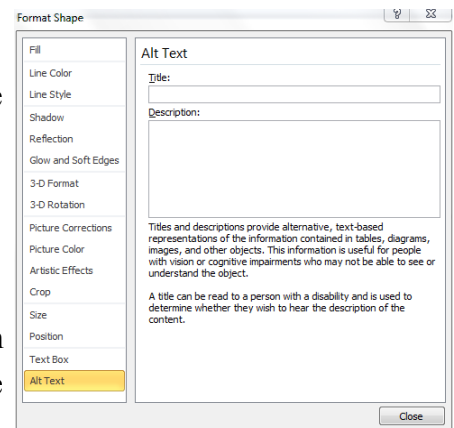 Format Shape
Fill
Line Color
Line Style
Shadow
Reflection
Glow and Soft Edges
3-D Format
3-D Rotation
Picture Corrections
Picture Color
Artistic Effects
Crop
Size
Position
Text Box
Alt Text
Alt Text
Title:
Description:
Titles and descriptions provide alternative, text-based
representations of the information contained in tables, diagrams,
images, and other objects. This information is useful for people
with vision or cognitive impairments who may not be able to see or
understand the object.
A title can be read to a person with a disability and is used to
determine whether they wish to hear the description of the
content.
Close